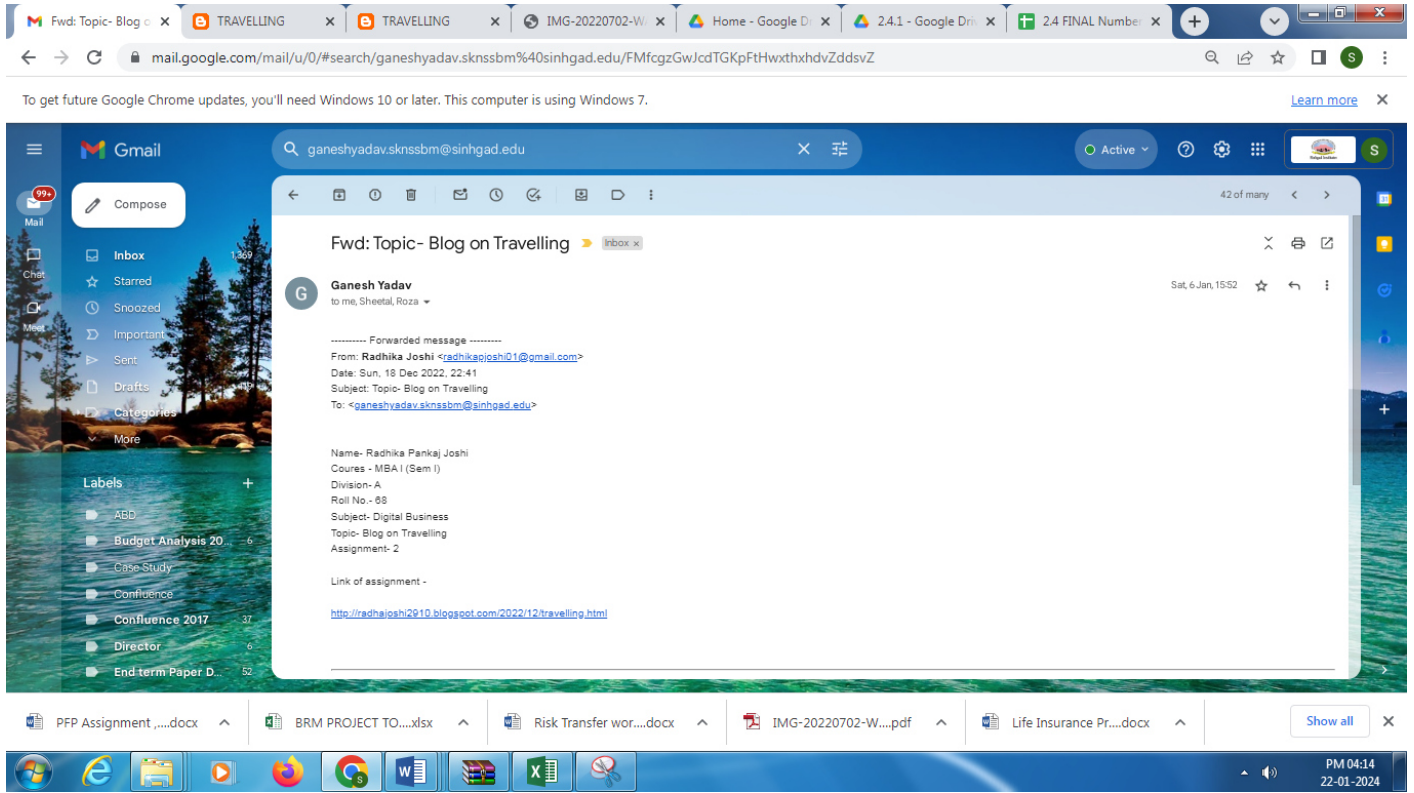 Fwd: Topic- Blog o
TRAVELLING
TRAVELLING
IMG-20220702-W
Home - Google D
2.4.1 - Google Driv
2.4 FINAL Number
mail.google.com/mail/u/0/#search/ganeshyadav.sknssbm%40sinhgad.edu/FMfcgzGwJcdTGKpFtHwxthxhdvZddsvZ
S
To get future Google Chrome updates, you'll need Windows 10 or later. This computer is using Windows 7.
Learn more
Gmail
ganeshyadav.sknssbm@sinhgad.edu
Active
S
99+
Mail
Compose
42 of many
31
Chat
Meet
Inbox 1,369
Starred
Snoozed
Important
Sent
Drafts
Categories
More
Labels
ABD
Budget Analysis 20... 6
Case Study
Confluence
Confluence 2017 37
Director 6
End term Paper D... 52
Fwd: Topic- Blog on Travelling
Inbox x
G
Ganesh Yadav
Sat, 6 Jan, 15:52
to me, Sheetal, Roza
---------- Forwarded message ---------
From: Radhika Joshi <radhikapjoshi01@gmail.com>
Date: Sun, 18 Dec 2022, 22:41
Subject: Topic- Blog on Travelling
To: <ganeshyadav.sknssbm@sinhgad.edu>
Name- Radhika Pankaj Joshi
Coures - MBA I (Sem I)
Division- A
Roll No.- 68
Subject- Digital Business
Topic- Blog on Travelling
Assignment- 2
Link of assignment -
http://radhajoshi2910.blogspot.com/2022/12/travelling.html
PFP Assignment ,....docx
BRM PROJECT TO....xlsx
Risk Transfer wor....docx
IMG-20220702-W....pdf
Life Insurance Pr....docx
Show all
PM 04:14
22-01-2024